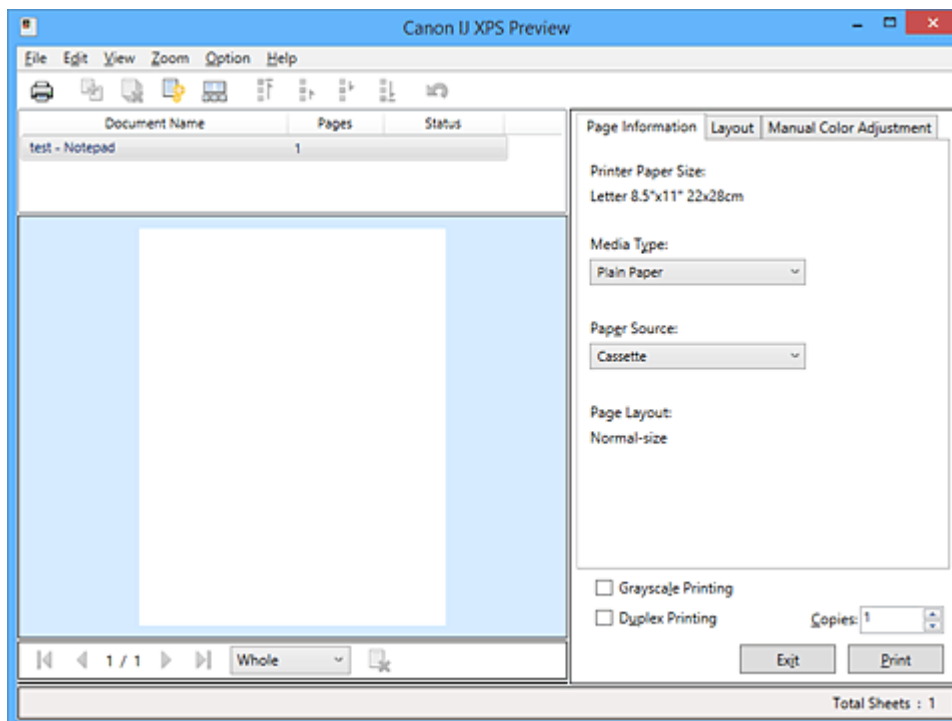 Canon IJ XPS Preview
File Edit View Zoom Option Help
Document Name Pages Status
test - Notepad 1
Page Information Layout Manual Color Adjustment
Printer Paper Size:
Letter 8.5"x11" 22x28cm
Media Type:
Plain Paper
Paper Source:
Cassette
Page Layout:
Normal-size
Grayscale Printing
Duplex Printing Copies: 1
1 / 1 Whole Exit Print
Total Sheets : 1